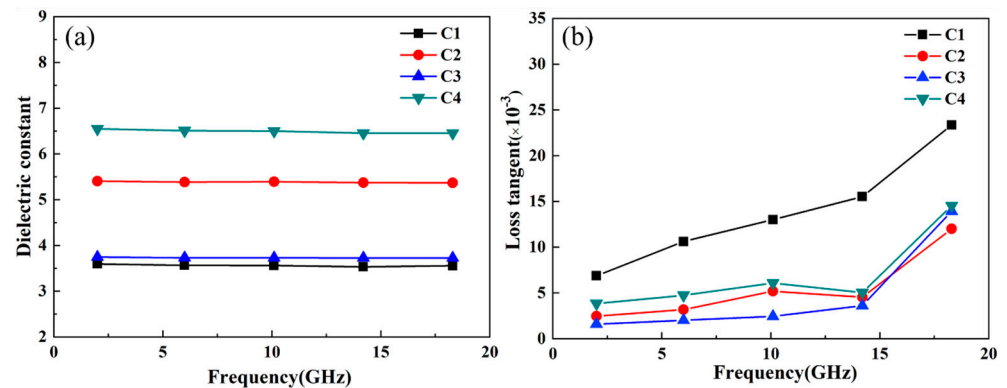 (a)
C1
C2
C3
C4
Dielectric constant
9
8
7
6
5
4
3
2
0
5
10
15
20
Frequency(GHz)
(b)
C1
C2
C3
C4
Loss tangent(×10⁻³)
35
30
25
20
15
10
5
0
0
5
10
15
20
Frequency(GHz)